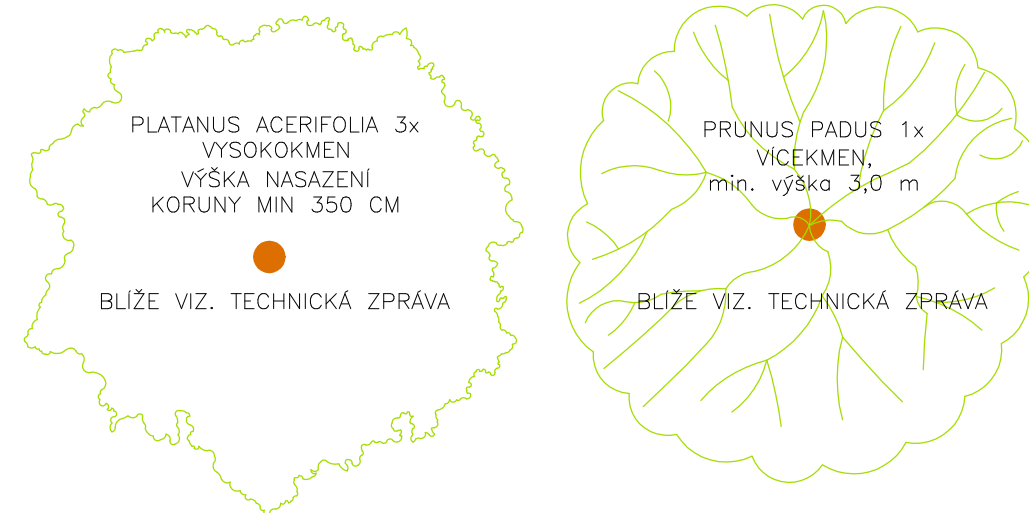 PLATANUS ACERIFOLIA 3x
VYSOKOKMEN
VÝŠKA NASAZENÍ
KORUNY MIN 350 CM
BLÍŽE VIZ. TECHNICKÁ ZPRÁVA
PRUNUS PADUS 1x
VÍCEKMEN,
min. výška 3,0 m
BLÍŽE VIZ. TECHNICKÁ ZPRÁVA